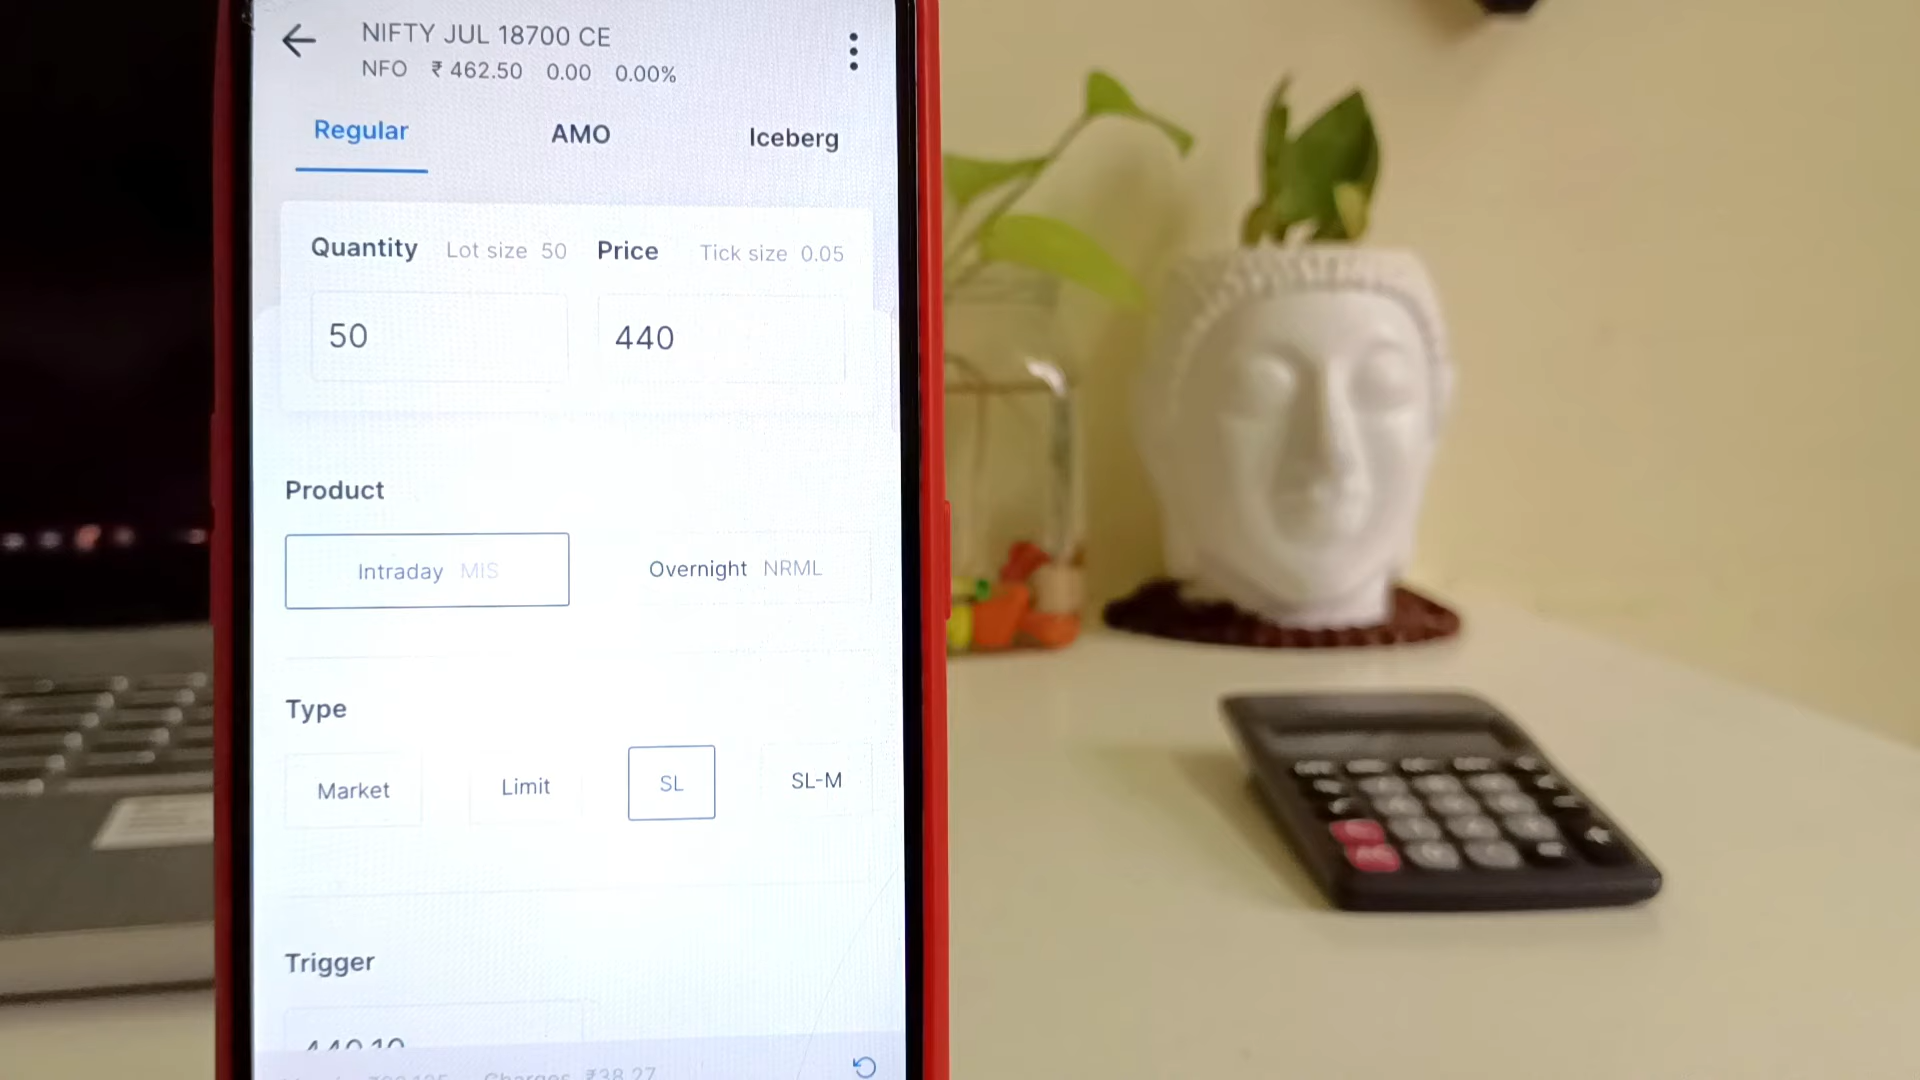 NIFTY JUL 18700 CE
NFO ₹ 462.50 0.00 0.00%
Regular AMO Iceberg
Quantity Lot size 50 Price Tick size 0.05
50 440
Product
Intraday MIS Overnight NRML
Type
Market Limit SL SL-M
Trigger
440.10
Charges ₹38.27